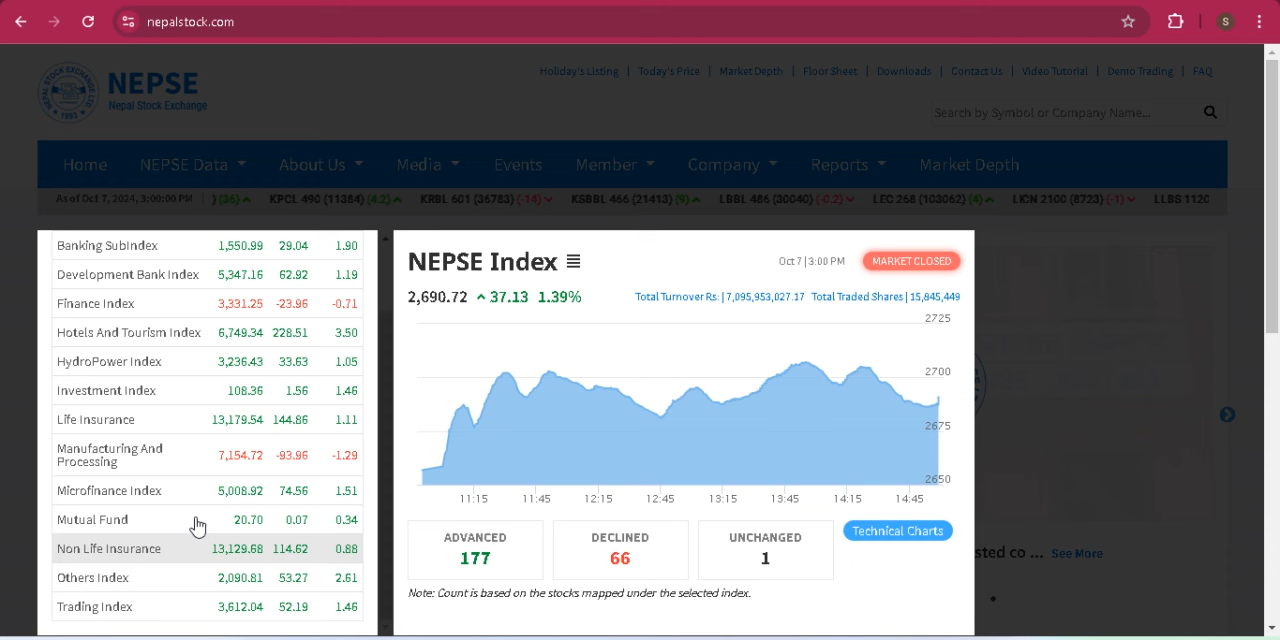 nepalstock.com
S
NEPSE
Nepal Stock Exchange
Holiday's Listing | Today's Price | Market Depth | Floor Sheet | Downloads | Contact Us | Video Tutorial | Demo Trading | FAQ
Search by Symbol or Company Name...
Home NEPSE Data About Us Media Events Member Company Reports Market Depth
As of Oct 7, 2024, 3:00:00 PM | ) (36) KPCL 490 (11384) (4.2) KRBL 601 (36783) (-14) KSBBL 466 (21413) (9) LBBL 486 (30040) (-0.2) LEC 268 (103062) (4) LICN 2100 (8723) (-1) LLBS 1120
Banking SubIndex 1,550.99 29.04 1.90
Development Bank Index 5,347.16 62.92 1.19
Finance Index 3,331.25 -23.96 -0.71
Hotels And Tourism Index 6,749.34 228.51 3.50
HydroPower Index 3,236.43 33.63 1.05
Investment Index 108.36 1.56 1.46
Life Insurance 13,179.54 144.86 1.11
Manufacturing And
Processing 7,154.72 -93.96 -1.29
Microfinance Index 5,008.92 74.56 1.51
Mutual Fund 20.70 0.07 0.34
Non Life Insurance 13,129.68 114.62 0.88
Others Index 2,090.81 53.27 2.61
Trading Index 3,612.04 52.19 1.46
NEPSE Index
Oct 7 | 3:00 PM MARKET CLOSED
2,690.72 37.13 1.39%
Total Turnover Rs: | 7,095,953,027.17 Total Traded Shares | 15,845,449
2725
2700
2675
2650
11:15 11:45 12:15 12:45 13:15 13:45 14:15 14:45
ADVANCED
177
DECLINED
66
UNCHANGED
1
Technical Charts
Note: Count is based on the stocks mapped under the selected index.
sted co ... See More